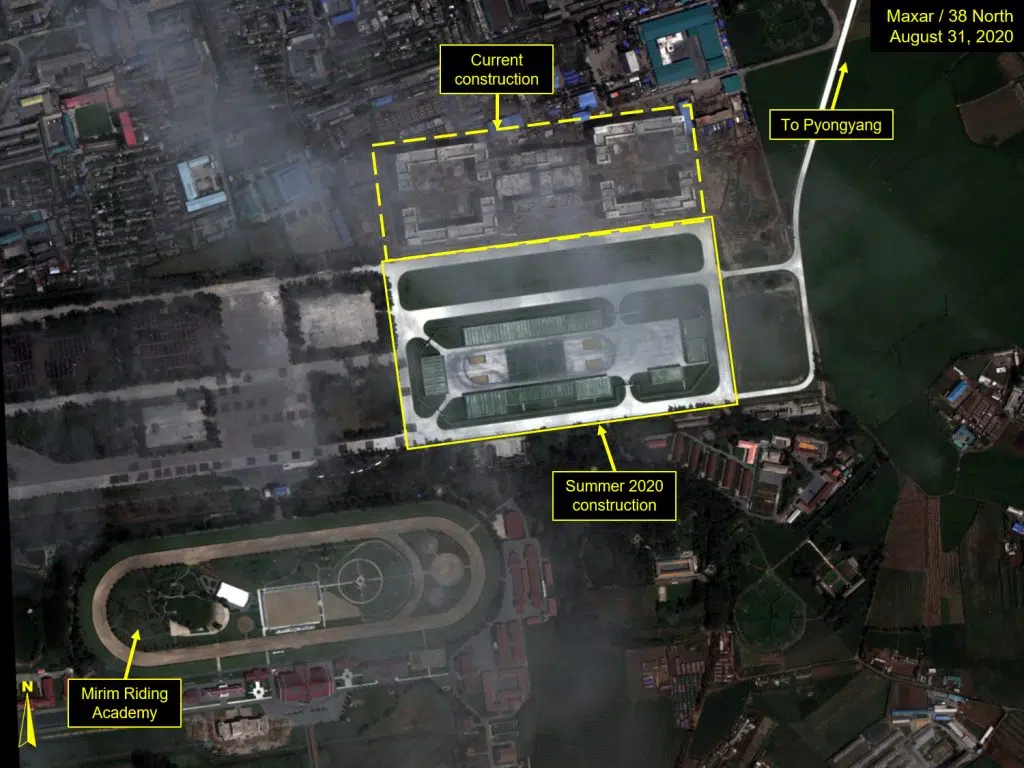 Maxar / 38 North
August 31, 2020
Current
construction
To Pyongyang
Summer 2020
construction
Mirim Riding
Academy
N